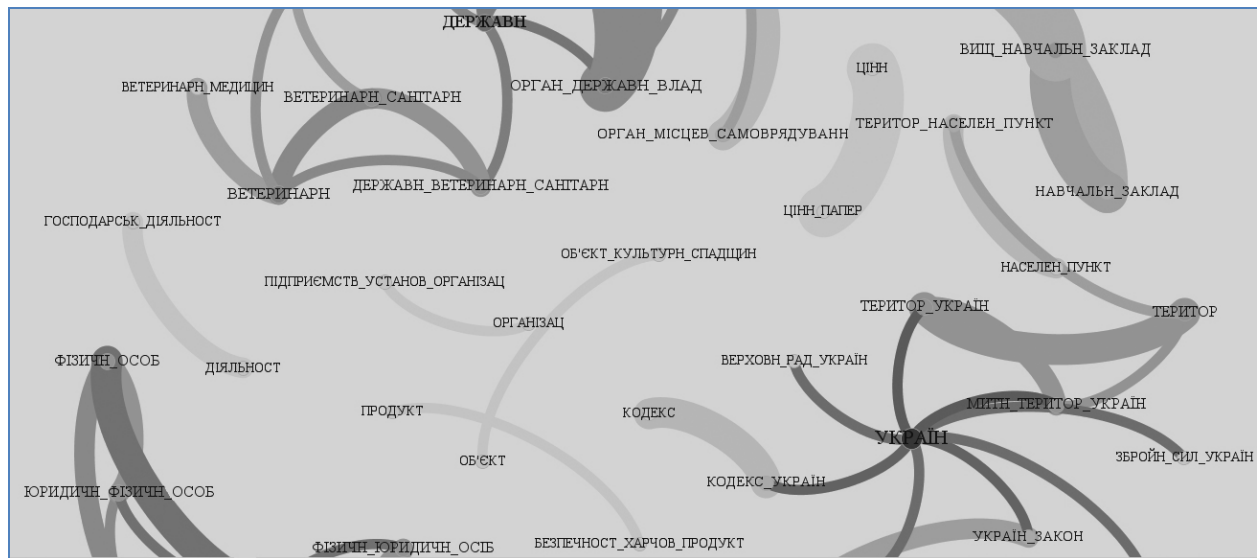 ДЕРЖАВН
ВИЩ_НАВЧАЛЬН_ЗАКЛАД
ЦІНН
ВЕТЕРИНАРН_МЕДИЦИН
ОРГАН_ДЕРЖАВН_ВЛАД
ВЕТЕРИНАРН_САНІТАРН
ТЕРИТОР_НАСЕЛЕН_ПУНКТ
ОРГАН_МІСЦЕВ_САМОВРЯДУВАНН
ДЕРЖАВН_ВЕТЕРИНАРН_САНІТАРН
НАВЧАЛЬН_ЗАКЛАД
ВЕТЕРИНАРН
ЦІНН_ПАПЕР
ГОСПОДАРСЬК_ДІЯЛЬНОСТ
ОБ'ЄКТ_КУЛЬТУРН_СПАДЩИН
НАСЕЛЕН_ПУНКТ
ПІДПРИЄМСТВ_УСТАНОВ_ОРГАНІЗАЦ
ТЕРИТОР_УКРАЇН
ТЕРИТОР
ОРГАНІЗАЦ
ФІЗИЧН_ОСОБ
ВЕРХОВН_РАД_УКРАЇН
ДІЯЛЬНОСТ
МИТН_ТЕРИТОР_УКРАЇН
ПРОДУКТ
КОДЕКС
УКРАЇН
ЗБРОЙН_СИЛ_УКРАЇН
ОБ'ЄКТ
КОДЕКС_УКРАЇН
ЮРИДИЧН_ФІЗИЧН_ОСОБ
УКРАЇН_ЗАКОН
БЕЗПЕЧНОСТ_ХАРЧОВ_ПРОДУКТ
ФІЗИЧН_ЮРИДИЧН_ОСІБ